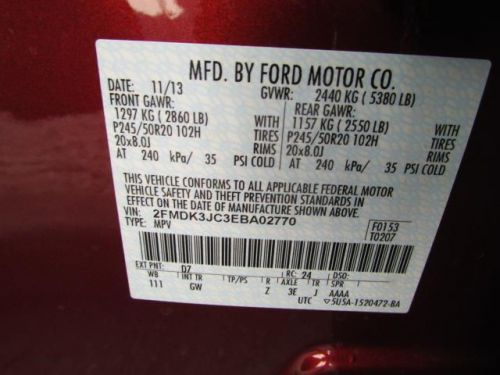 MFD. BY FORD MOTOR CO.
DATE: 11/13 GVWR: 2440 KG ( 5380 LB)
FRONT GAWR: REAR GAWR:
1297 KG ( 2860 LB) WITH 1157 KG ( 2550 LB) WITH
P245/50R20 102H TIRES P245/50R20 102H TIRES
20x8.0J RIMS 20x8.0J RIMS
AT 240 kPa/ 35 PSI COLD AT 240 kPa/ 35 PSI COLD
THIS VEHICLE CONFORMS TO ALL APPLICABLE FEDERAL MOTOR
VEHICLE SAFETY AND THEFT PREVENTION STANDARDS IN
EFFECT ON THE DATE OF MANUFACTURE SHOWN ABOVE.
VIN: 2FMDK3JC3EBA02770 F0153
TYPE: MPV T0207
EXT PNT: D7 RC: 24 DSO:
WB INT TR TP/PS R AXLE TR SPR
111 GW Z 3E J AAAA
UTC ▽5U5A-1520472-BA